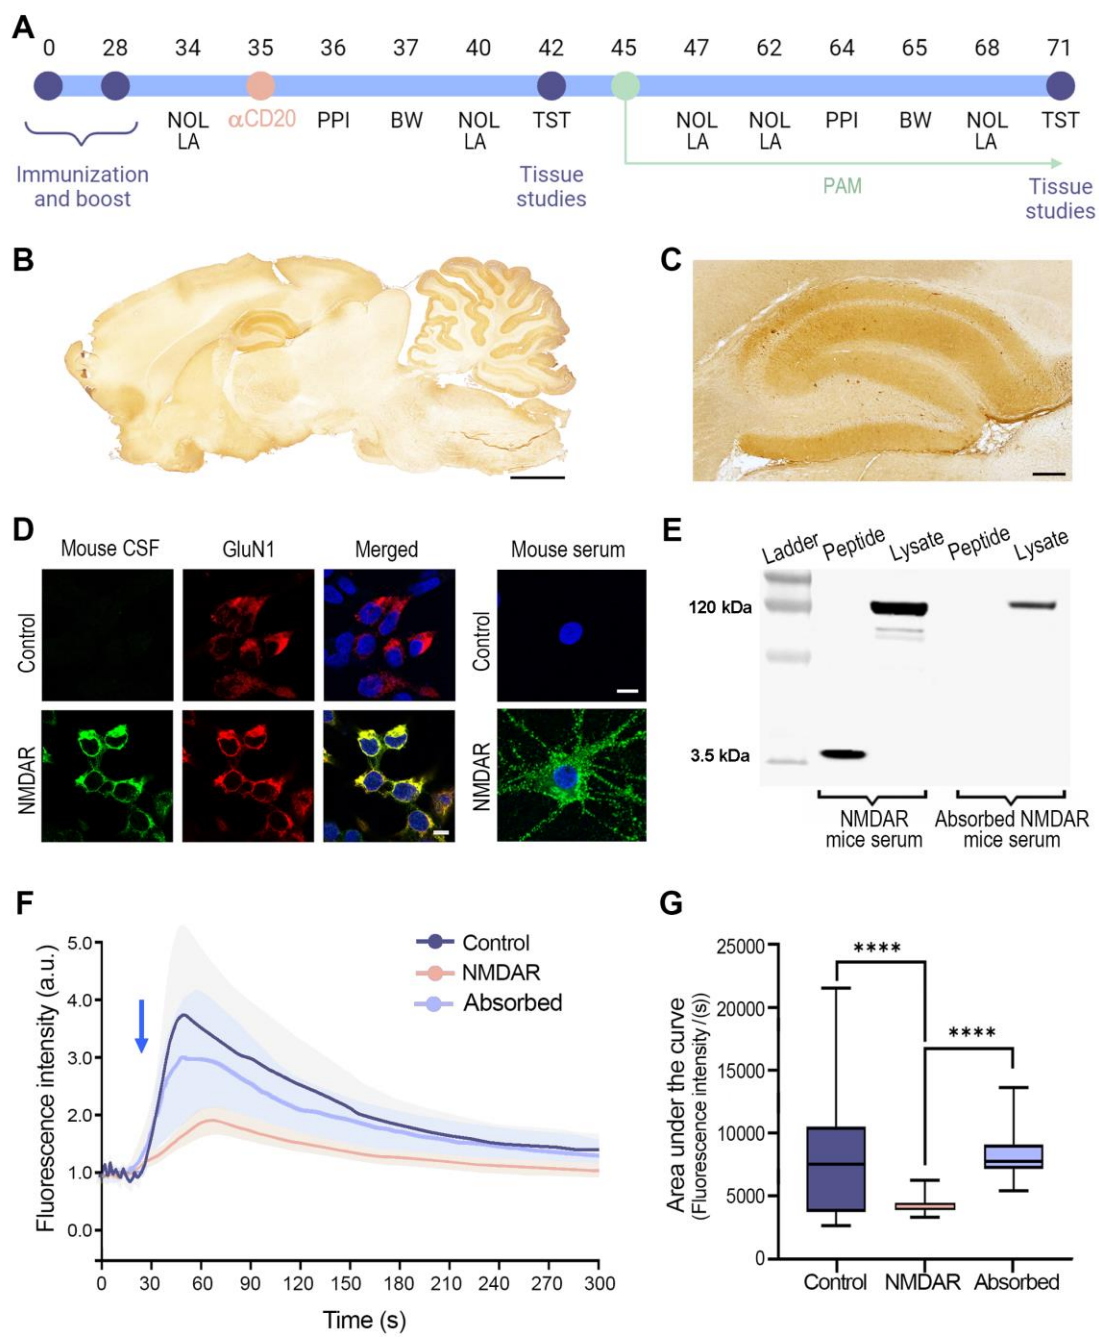 A
0 28 34 35 36 37 40 42 45 47 62 64 65 68 71
NOL αCD20 PPI BW NOL TST NOL NOL PPI BW NOL TST
LA LA LA LA LA
Immunization
and boost
Tissue
studies
PAM
Tissue
studies
B
C
D
Mouse CSF GluN1 Merged Mouse serum
Control
Control
NMDAR
NMDAR
E
Ladder Peptide Lysate Peptide Lysate
120 kDa
3.5 kDa
NMDAR
mice serum
Absorbed NMDAR
mice serum
F
Fluorescence intensity (a.u.)
5.0
4.0
3.0
2.0
1.0
0.0
Control
NMDAR
Absorbed
0 30 60 90 120 150 180 210 240 270 300
Time (s)
G
Area under the curve
(Fluorescence intensity/(s))
25000
20000
15000
10000
5000
0
****
****
Control NMDAR Absorbed